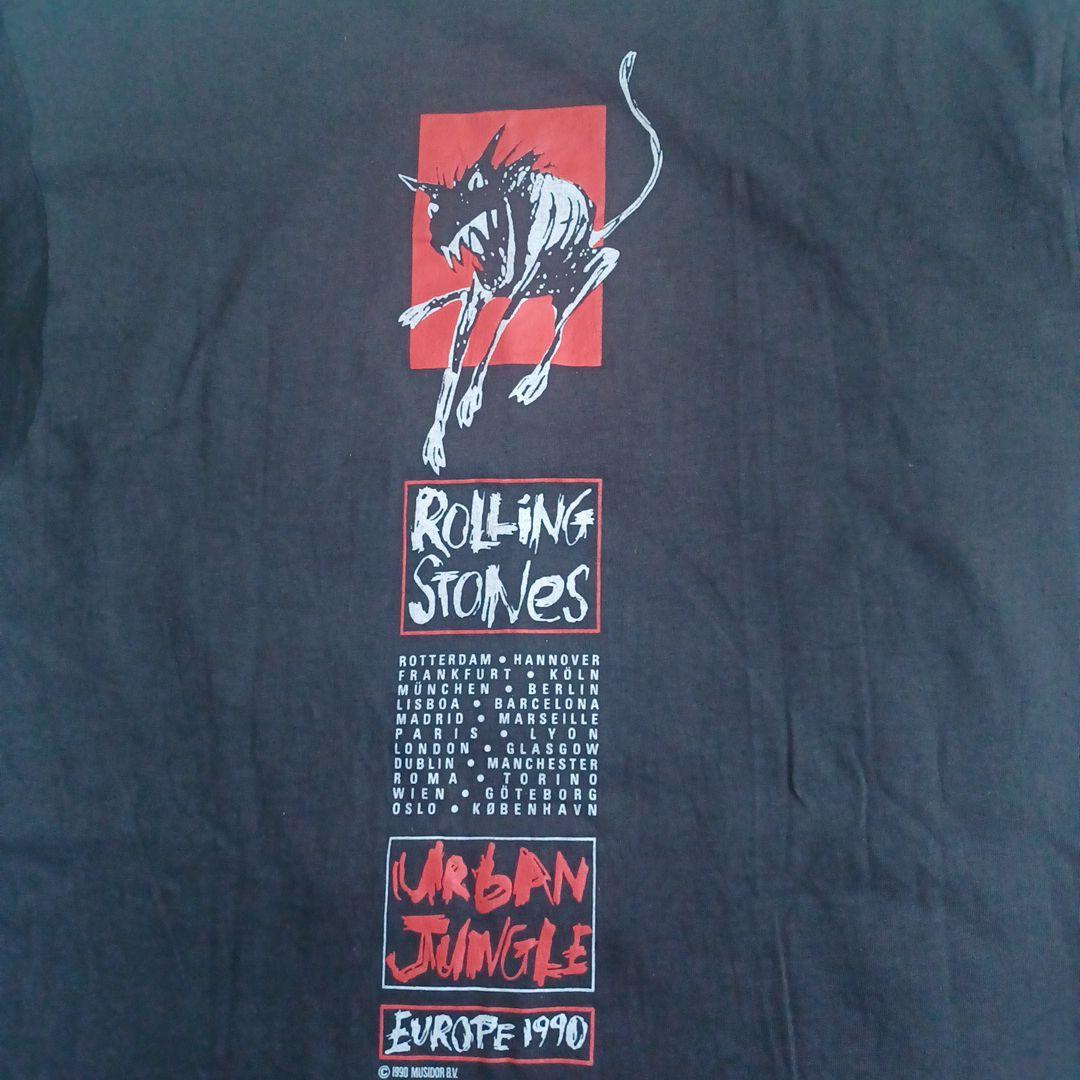 ROLLiNG
STONeS
ROTTERDAM • HANNOVER
FRANKFURT • KÖLN
MÜNCHEN • BERLIN
LISBOA • BARCELONA
MADRID • MARSEILLE
PARIS • LYON
LONDON • GLASGOW
DUBLIN • MANCHESTER
ROMA • TORINO
WIEN • GÖTEBORG
OSLO • KØBENHAVN
URbAN
JUNGLE
EUROPE 1990
© 1990 MUSIDOR B.V.